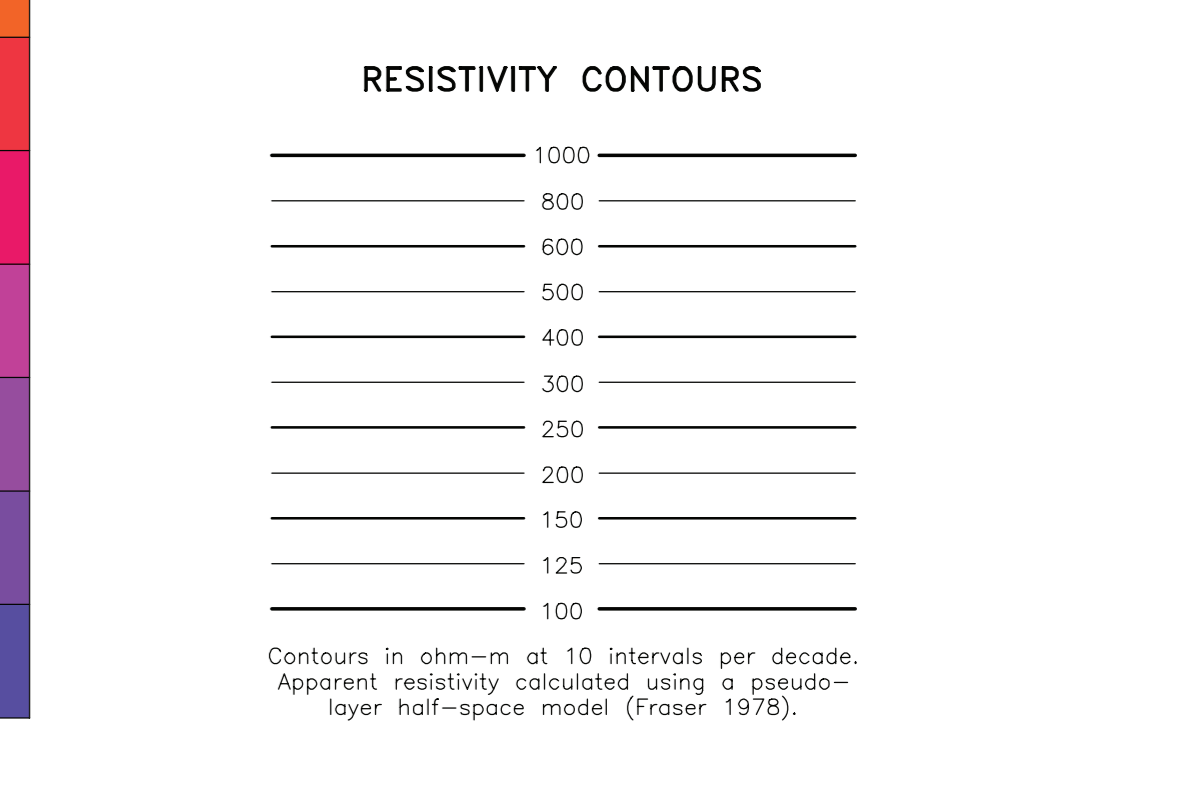 RESISTIVITY CONTOURS
1000
800
600
500
400
300
250
200
150
125
100
Contours in ohm-m at 10 intervals per decade.
Apparent resistivity calculated using a pseudo-
layer half-space model (Fraser 1978).